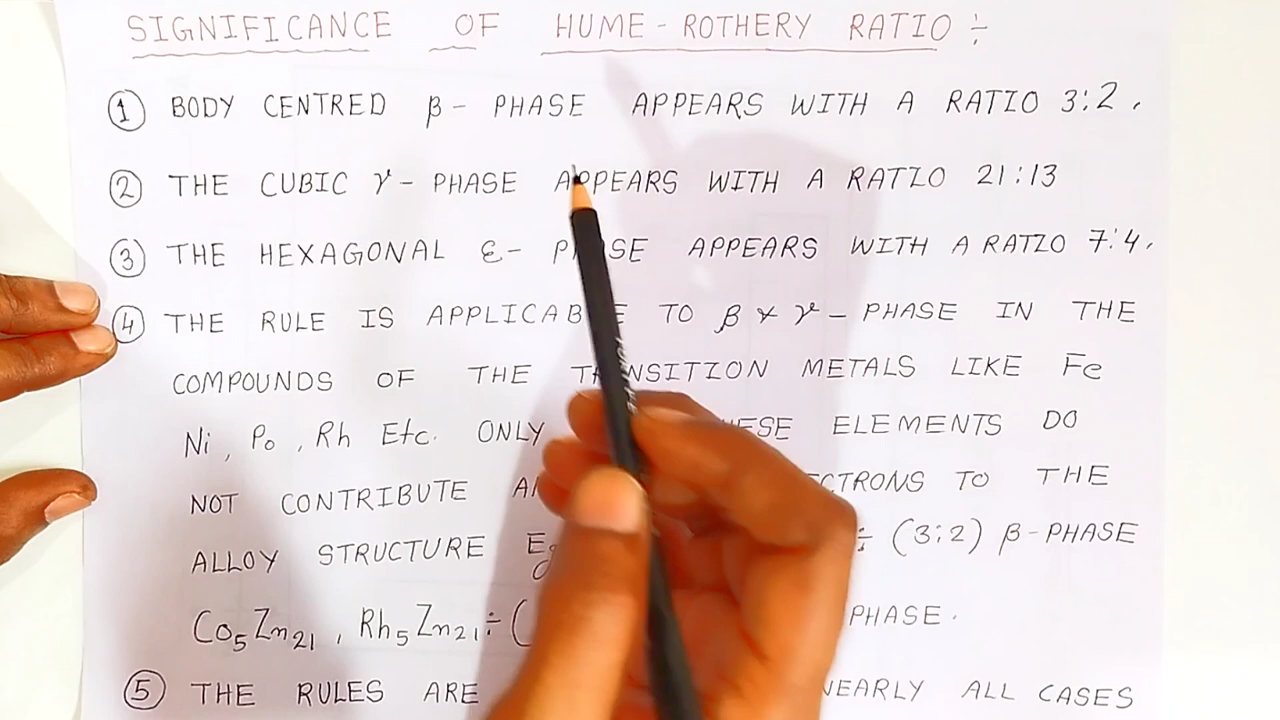 SIGNIFICANCE OF HUME-ROTHERY RATIO ÷
① BODY CENTRED β- PHASE APPEARS WITH A RATIO 3:2.
② THE CUBIC γ- PHASE APPEARS WITH A RATIO 21:13
③ THE HEXAGONAL ε- PHASE APPEARS WITH A RATIO 7:4.
④ THE RULE IS APPLICABLE TO β & γ- PHASE IN THE
COMPOUNDS OF THE TRANSITION METALS LIKE Fe
Ni, Po, Rh Etc. ONLY ELEMENTS DO
NOT CONTRIBUTE TO THE
ALLOY STRUCTURE ÷ (3:2) β-PHASE
Co₅Zn₂₁, Rh₅Zn₂₁÷( PHASE.
⑤ THE RULES ARE NEARLY ALL CASES